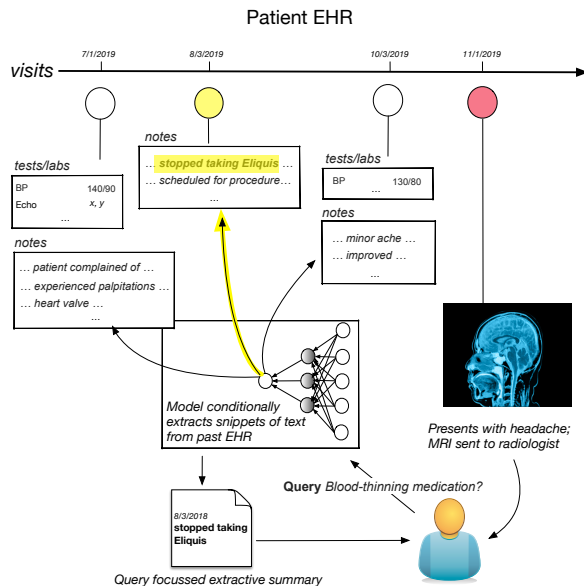 Patient EHR
7/1/2019
8/3/2019
10/3/2019
11/1/2019
visits
notes
… stopped taking Eliquis …
… scheduled for procedure…
…
tests/labs
BP 140/90
Echo x, y
…
tests/labs
BP 130/80
…
notes
… minor ache …
… improved …
…
notes
… patient complained of …
… experienced palpitations …
… heart valve …
…
Model conditionally
extracts snippets of text
from past EHR
Presents with headache;
MRI sent to radiologist
Query Blood-thinning medication?
8/3/2018
stopped taking
Eliquis
Query focussed extractive summary